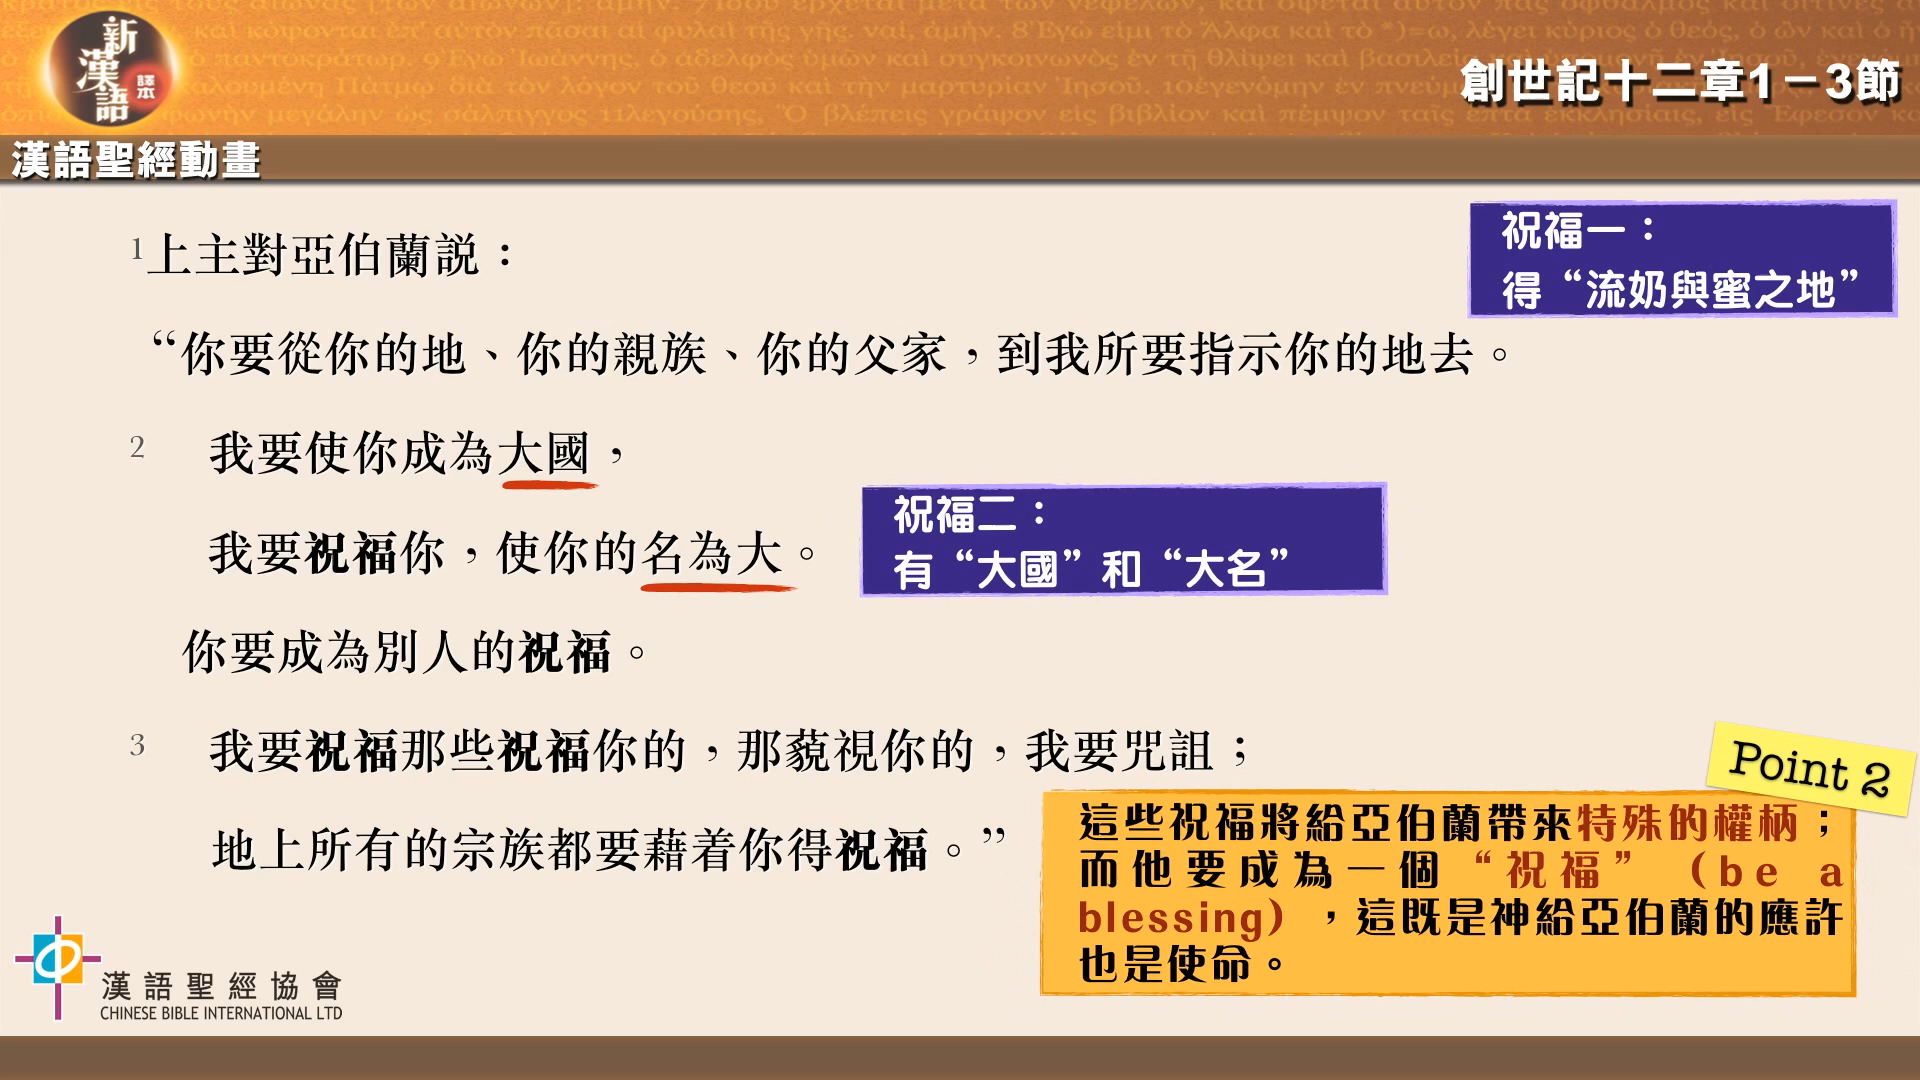 新漢語譯本
創世記十二章1－3節
漢語聖經動畫
祝福一：
得“流奶與蜜之地”
1上主對亞伯蘭說：
“你要從你的地、你的親族、你的父家，到我所要指示你的地去。
2 我要使你成為大國，
我要祝福你，使你的名為大。
祝福二：
有“大國”和“大名”
你要成為別人的祝福。
3 我要祝福那些祝福你的，那藐視你的，我要咒詛；
地上所有的宗族都要藉着你得祝福。”
Point 2
這些祝福將給亞伯蘭帶來特殊的權柄；
而他要成為一個“祝福”（be a
blessing），這既是神給亞伯蘭的應許
也是使命。
漢語聖經協會
CHINESE BIBLE INTERNATIONAL LTD